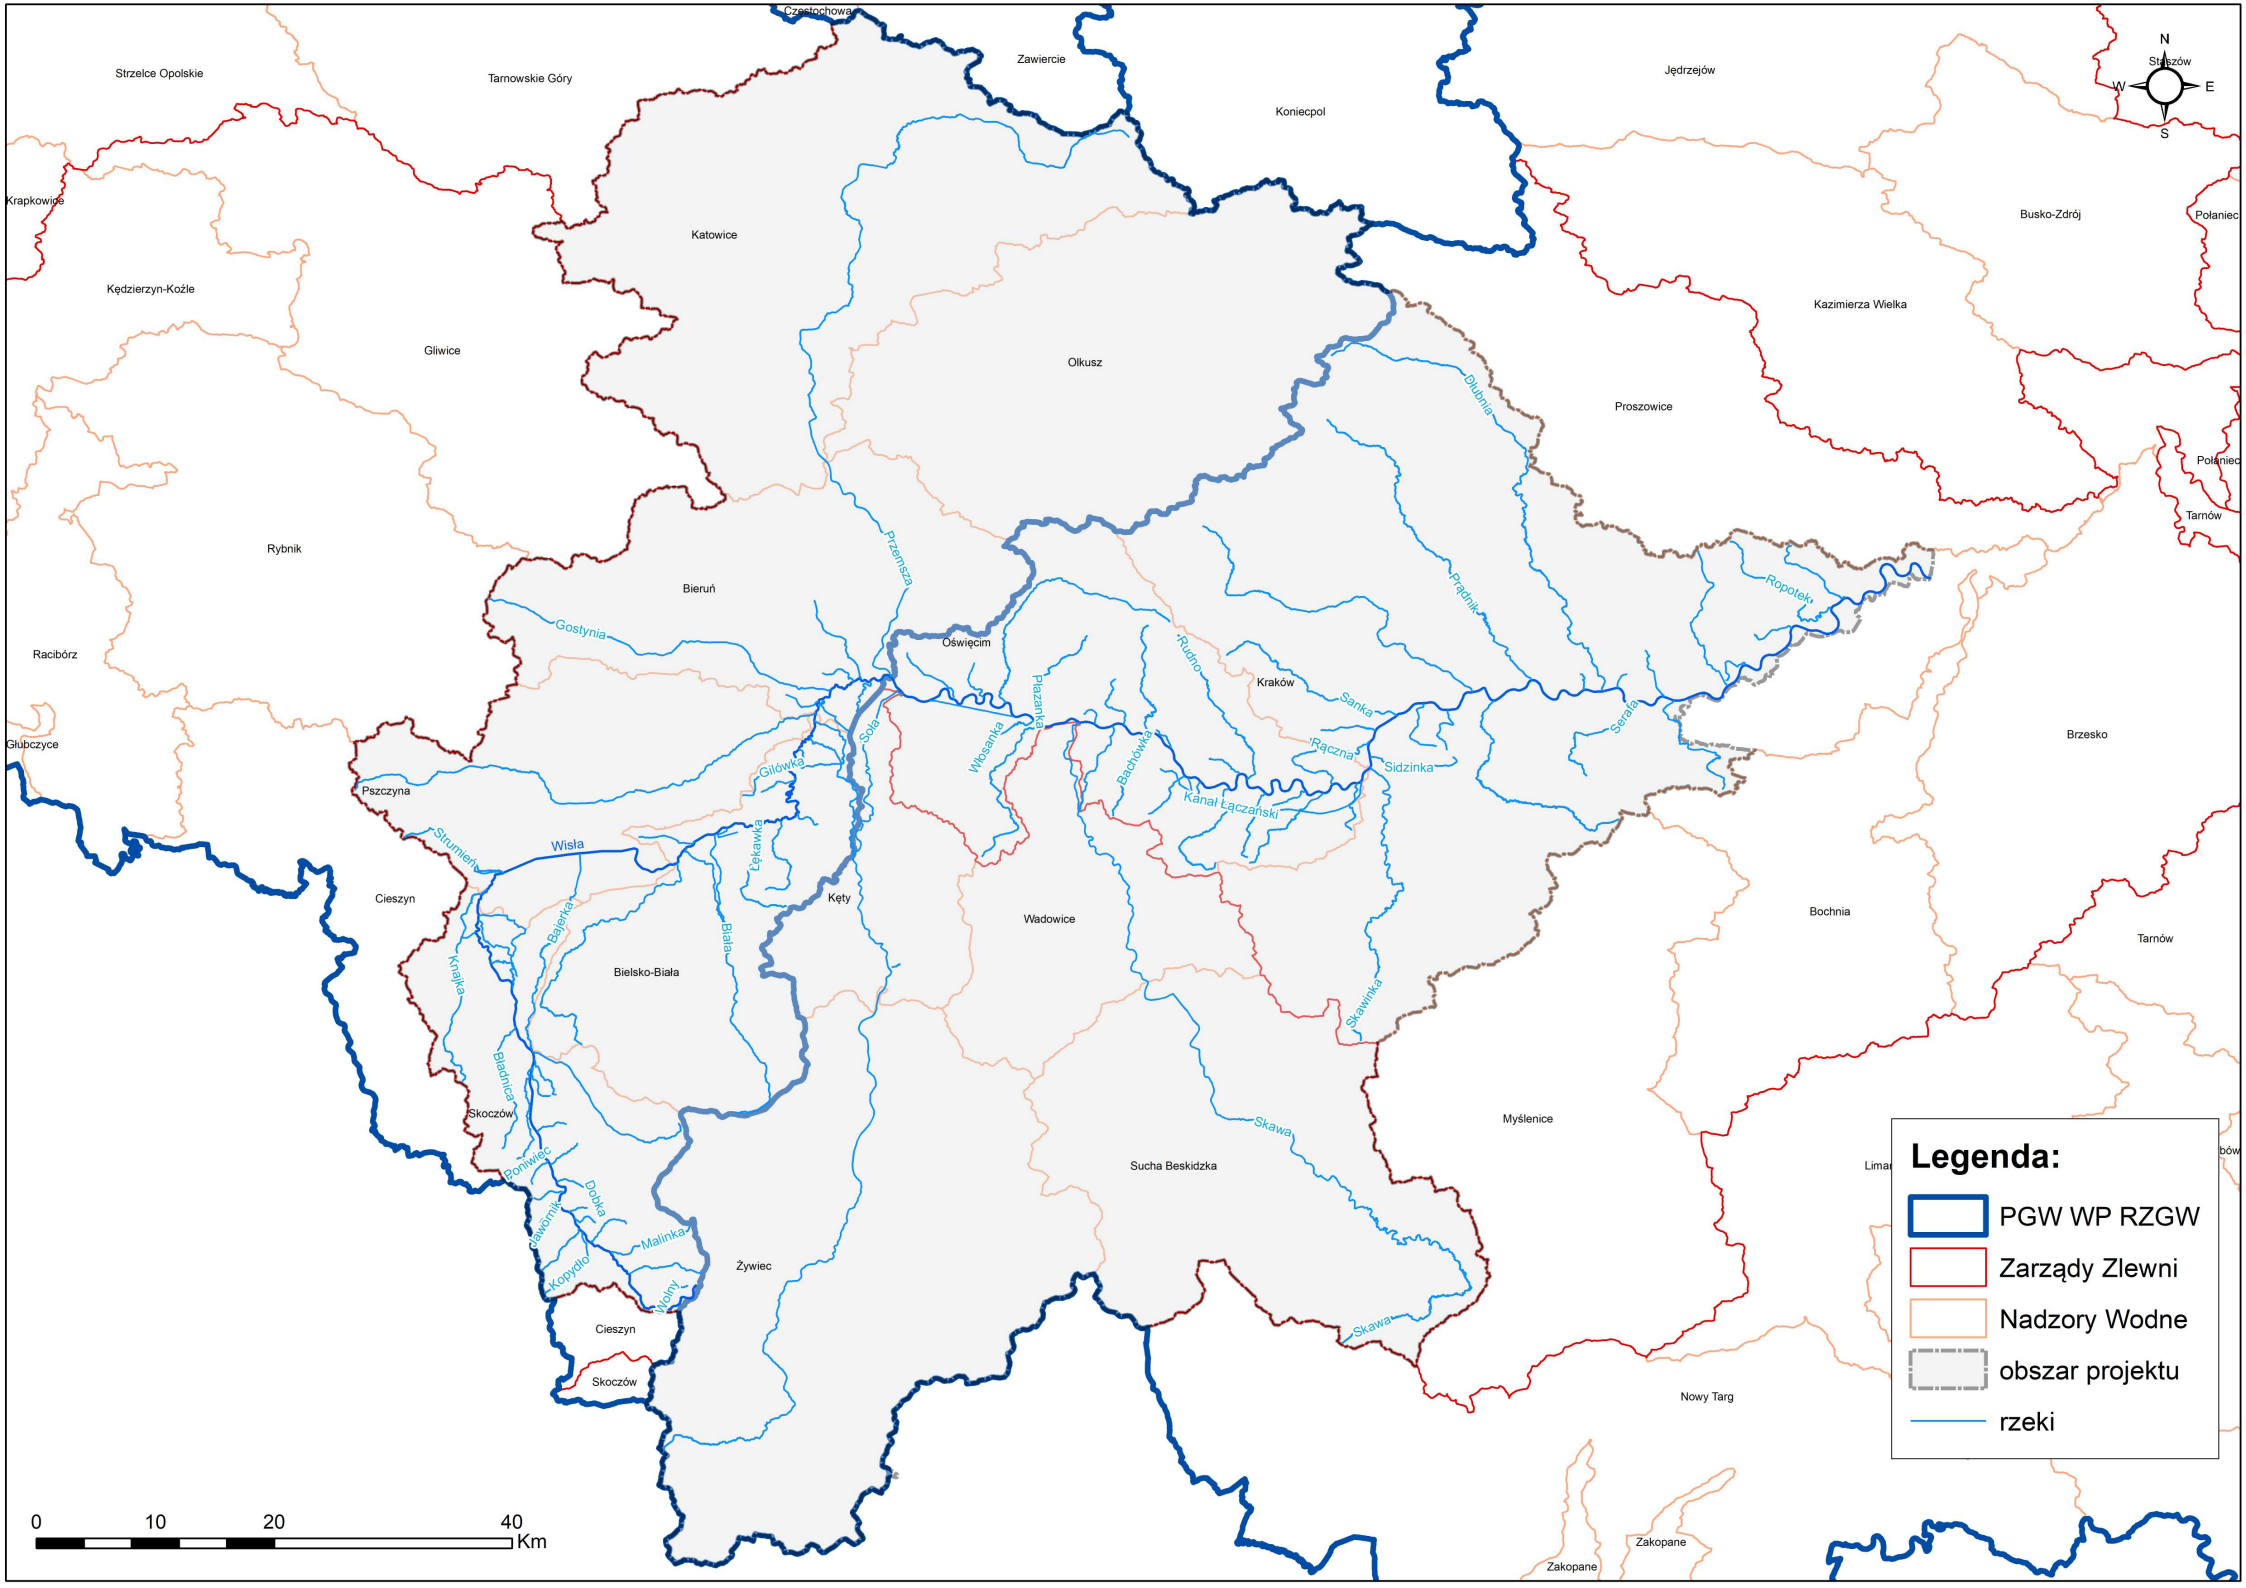 Częstochowa
Zawiercie
Strzelce Opolskie
Tarnowskie Góry
Jędrzejów
N
Staszów
W
E
S
Koniecpol
Krapkowice
Katowice
Busko-Zdrój
Połaniec
Kędzierzyn-Koźle
Kazimierza Wielka
Gliwice
Olkusz
Dłubnia
Proszowice
Połaniec
Tarnów
Rybnik
Przemsza
Bieruń
Prądnik
Ropotek
Gostynia
Oświęcim
Racibórz
Rudno
Płazanka
Kraków
Sanka
Serafa
Głubczyce
Soła
Włosanka
Brzesko
Rączna
Bachówka
Gilówka
Sidzinka
Pszczyna
Kanał Łączański
Strumień
Wisła
Łękawka
Cieszyn
Kęty
Wadowice
Bochnia
Bajerka
Biała
Tarnów
Bielsko-Biała
Knajka
Skawinka
Bładnica
Skoczów
Myślenice
Skawa
Poniwiec
Sucha Beskidzka
Limar
bów
Dobka
Jawornik
Malinka
Żywiec
Kopydło
Wolny
Cieszyn
Skawa
Skoczów
Nowy Targ
Zakopane
Zakopane
Legenda:
PGW WP RZGW
Zarządy Zlewni
Nadzory Wodne
obszar projektu
rzeki
0 10 20 40
Km